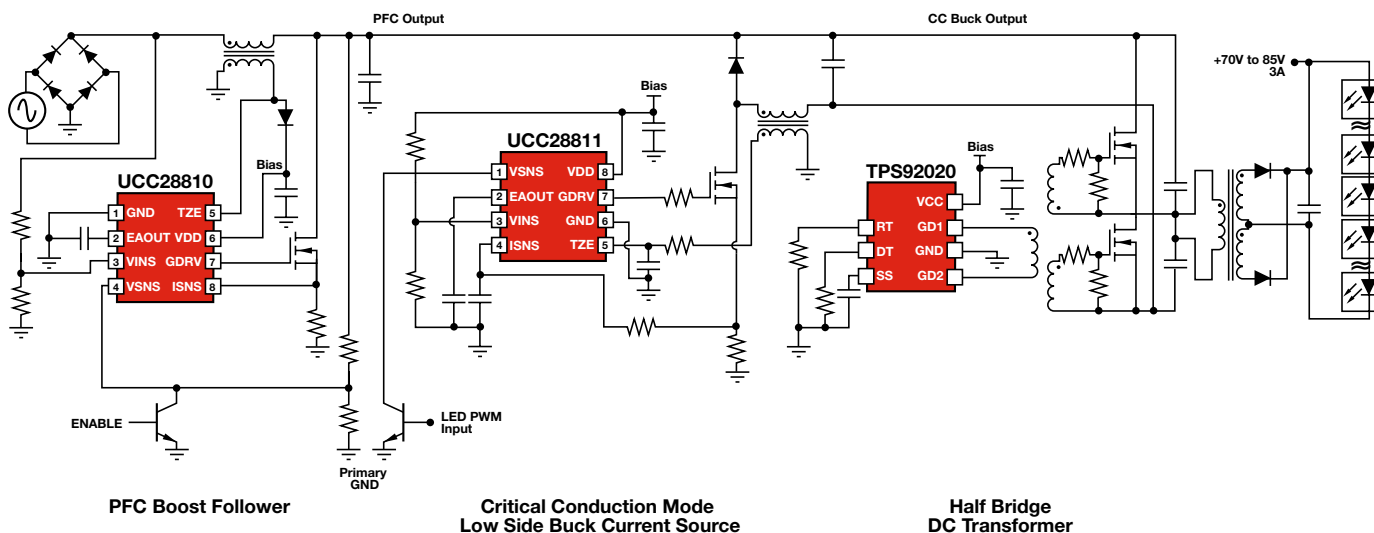 PFC Output
CC Buck Output
+70V to 85V
3A
Bias
UCC28810
1 GND TZE 5
2 EAOUT VDD 6
3 VINS GDRV 7
4 VSNS ISNS 8
Bias
UCC28811
1 VSNS VDD 8
2 EAOUT GDRV 7
3 VINS GND 6
4 ISNS TZE 5
Bias
TPS92020
VCC
RT GD1
DT GND
SS GD2
ENABLE
LED PWM
Input
Primary
GND
PFC Boost Follower
Critical Conduction Mode
Low Side Buck Current Source
Half Bridge
DC Transformer